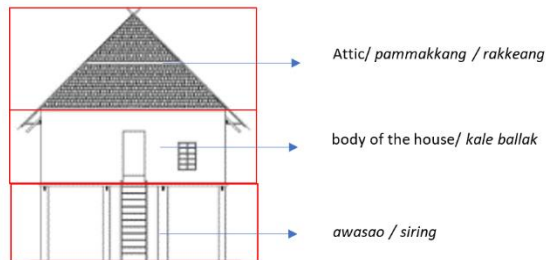 Attic/ pammakkang / rakkeang
body of the house/ kale ballak
awasao / siring